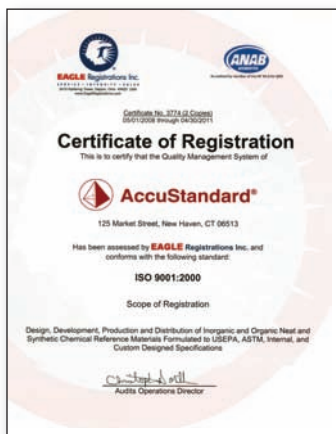 EAGLE Registrations Inc.
SERVICE • INTEGRITY • VALUE
ANAB
ACCREDITED
Certificate No. 3774 (2 Copies)
05/01/2008 through 04/30/2011
Certificate of Registration
This is to certify that the Quality Management System of
AccuStandard®
125 Market Street, New Haven, CT 06513
Has been assessed by EAGLE Registrations Inc. and
conforms with the following standard:
ISO 9001:2000
Scope of Registration
Design, Development, Production and Distribution of Inorganic and Organic Neat and
Synthetic Chemical Reference Materials Formulated to USEPA, ASTM, Internal, and
Custom Designed Specifications
Audits Operations Director